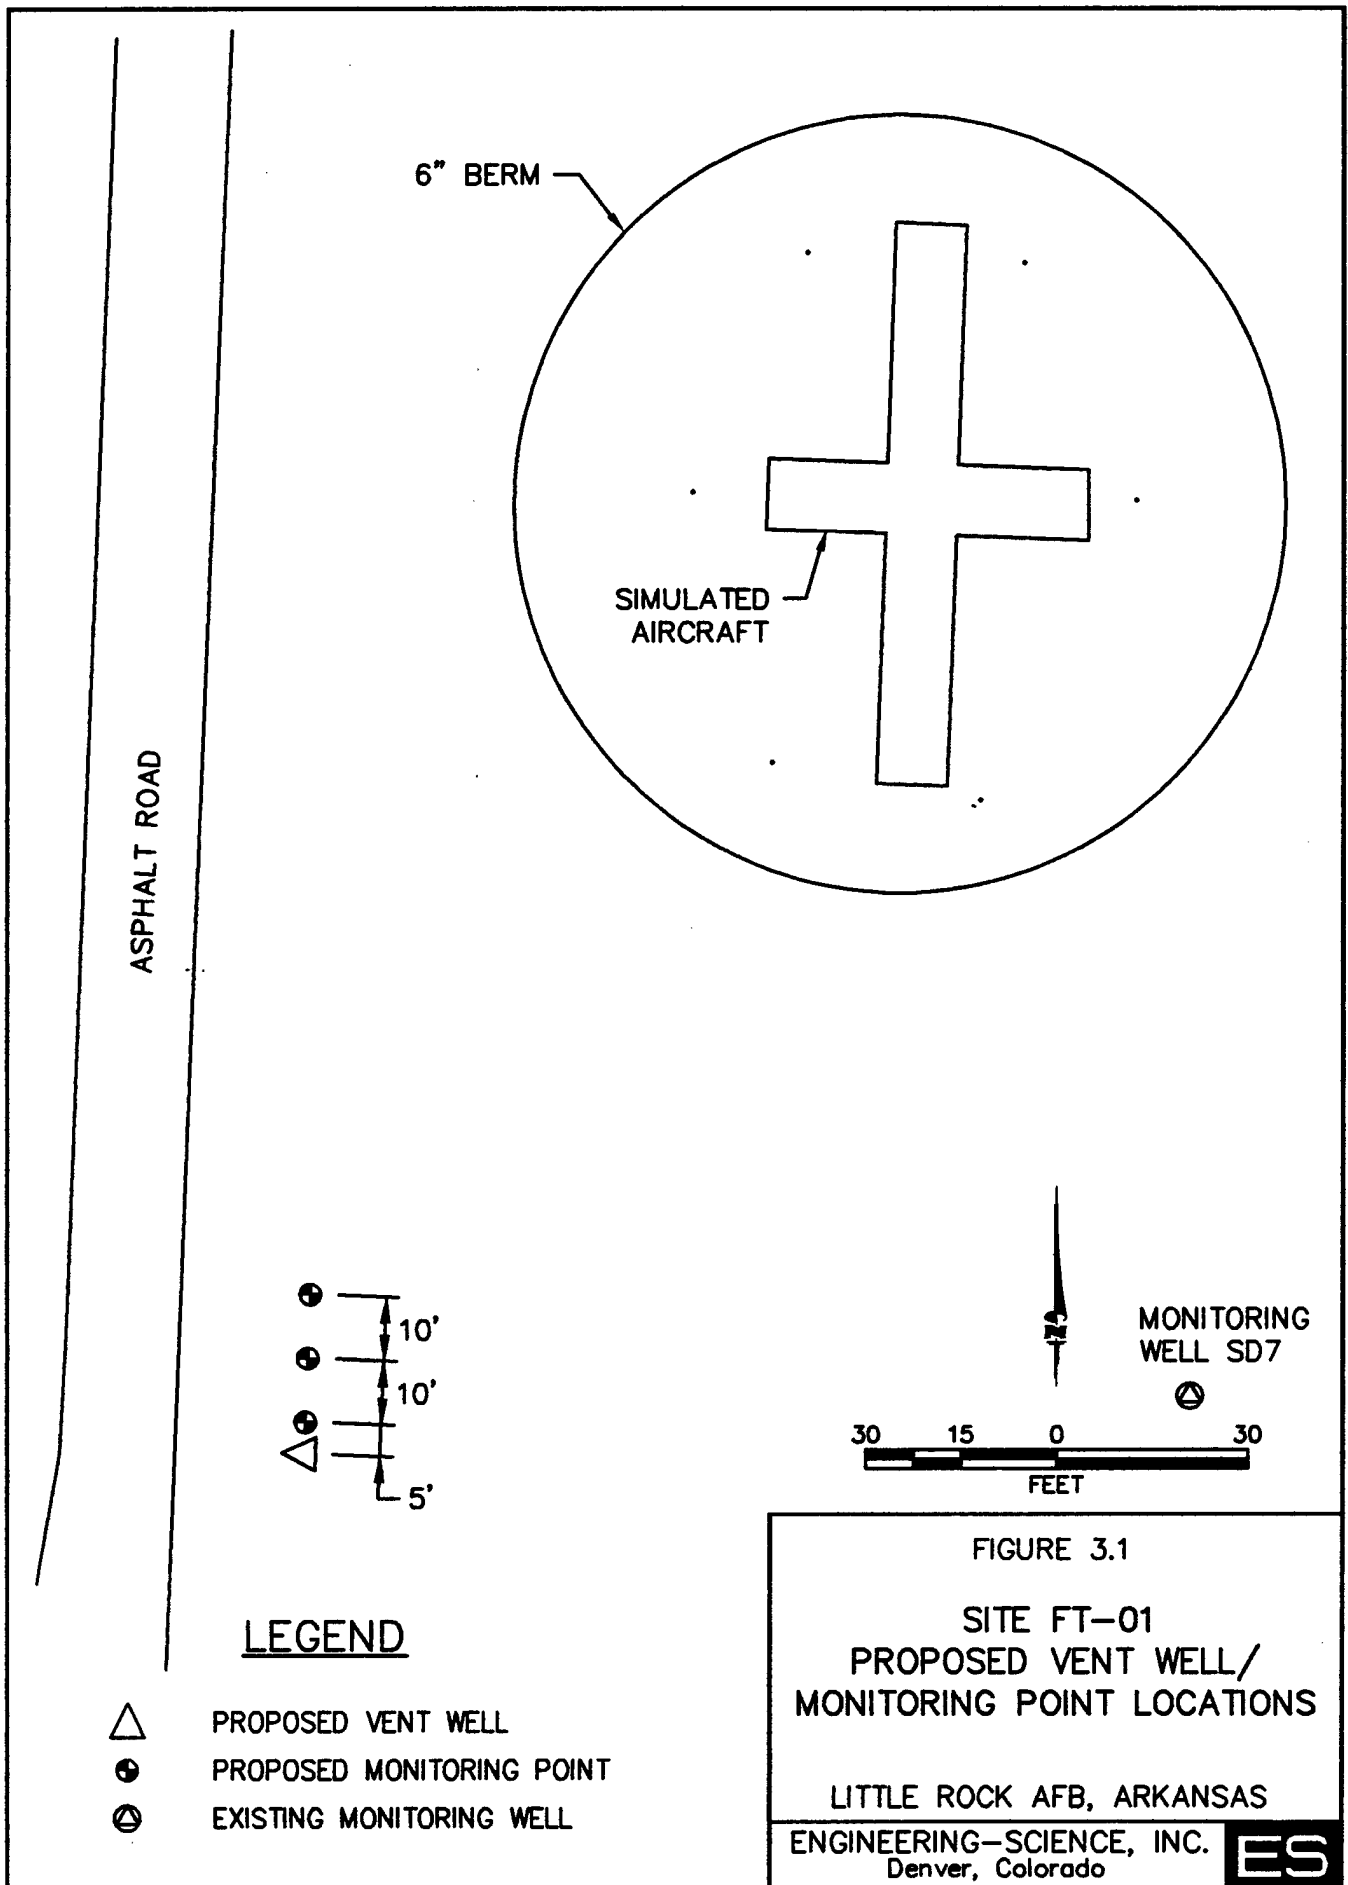 6" BERM
SIMULATED
AIRCRAFT
ASPHALT ROAD
10'
10'
5'
N
MONITORING
WELL SD7
30 15 0 30
FEET
FIGURE 3.1
SITE FT-01
PROPOSED VENT WELL/
MONITORING POINT LOCATIONS
LITTLE ROCK AFB, ARKANSAS
ENGINEERING-SCIENCE, INC.
Denver, Colorado
ES
LEGEND
PROPOSED VENT WELL
PROPOSED MONITORING POINT
EXISTING MONITORING WELL